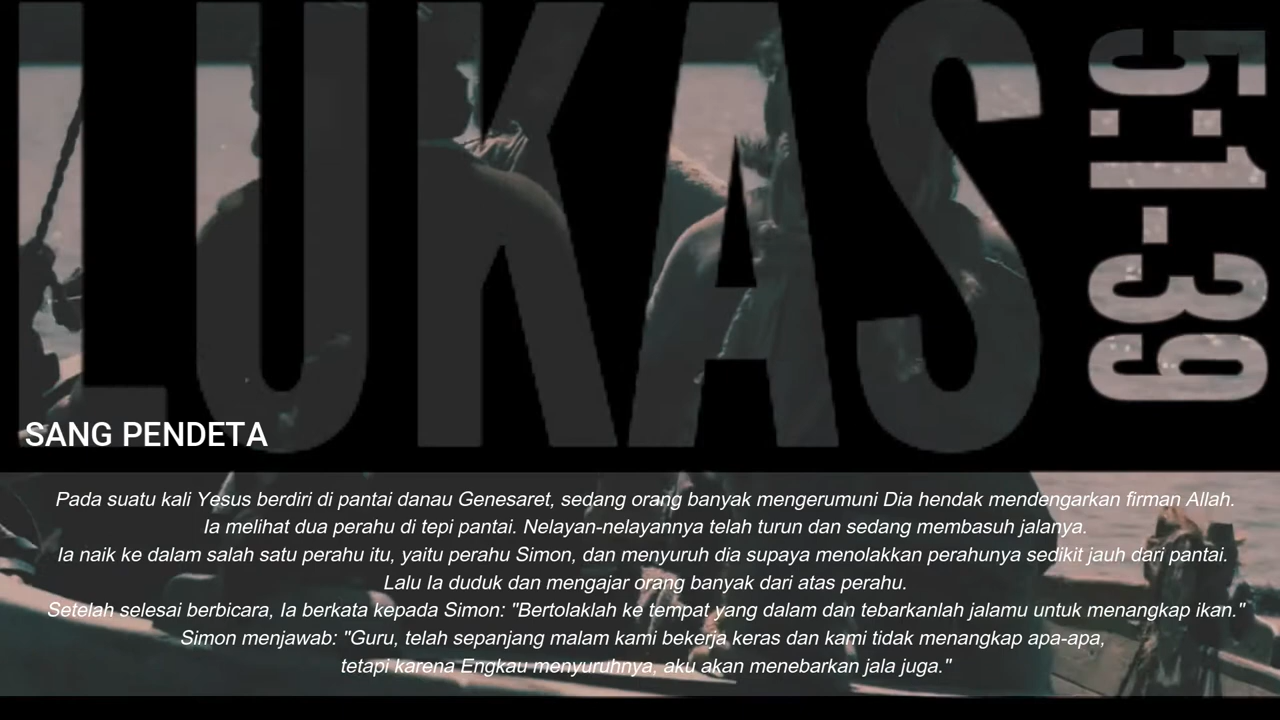 LUKAS
5:1-39
SANG PENDETA
Pada suatu kali Yesus berdiri di pantai danau Genesaret, sedang orang banyak mengerumuni Dia hendak mendengarkan firman Allah.
Ia melihat dua perahu di tepi pantai. Nelayan-nelayannya telah turun dan sedang membasuh jalanya.
Ia naik ke dalam salah satu perahu itu, yaitu perahu Simon, dan menyuruh dia supaya menolakkan perahunya sedikit jauh dari pantai.
Lalu Ia duduk dan mengajar orang banyak dari atas perahu.
Setelah selesai berbicara, Ia berkata kepada Simon: "Bertolaklah ke tempat yang dalam dan tebarkanlah jalamu untuk menangkap ikan."
Simon menjawab: "Guru, telah sepanjang malam kami bekerja keras dan kami tidak menangkap apa-apa,
tetapi karena Engkau menyuruhnya, aku akan menebarkan jala juga."